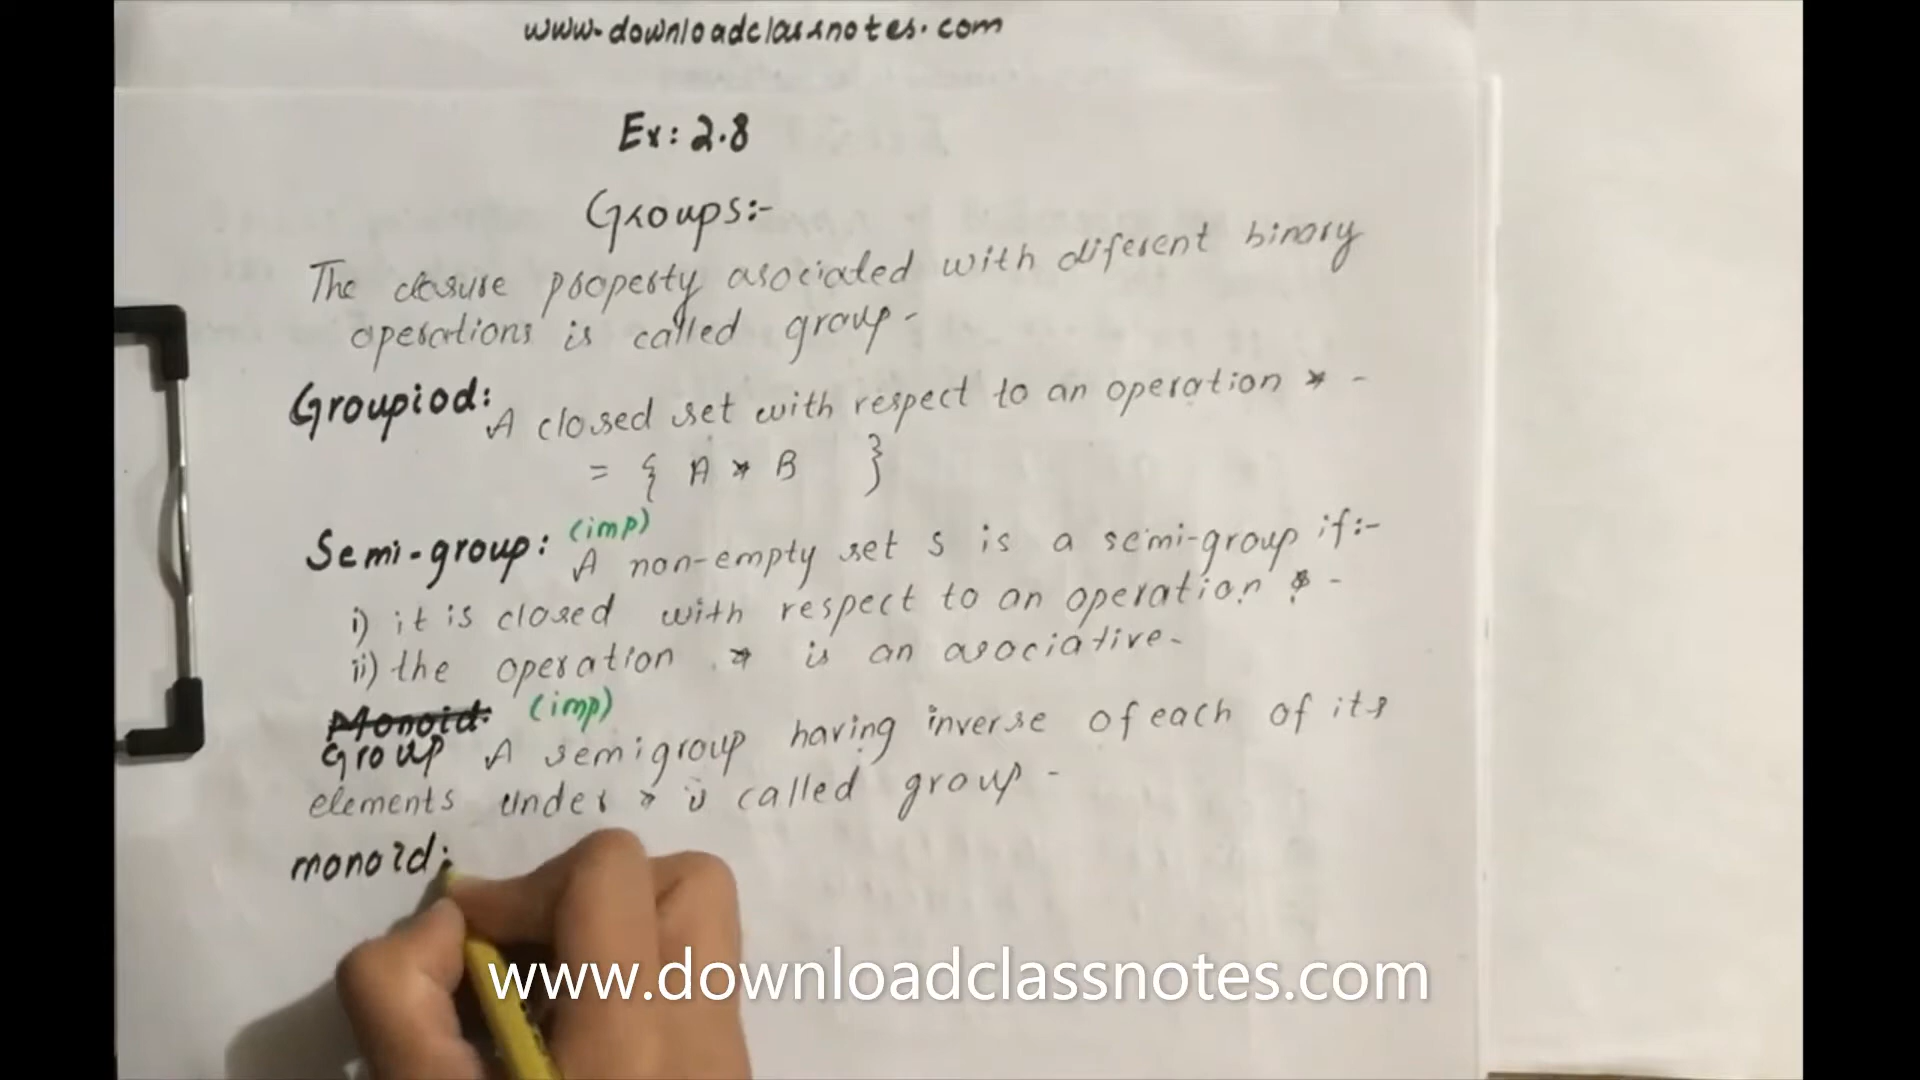 www.downloadclassnotes.com
Ex: 2.8
Groups:-
The closure property asociated with diferent binary
operations is called group-
Groupiod: A closed set with respect to an operation * -
= { A * B }
Semi-group: (imp) A non-empty set S is a semi-group if:-
i) it is closed with respect to an operation * -
ii) the operation * is an asociative-
Monoid: (imp)
Group A semigroup having inverse of each of its
elements under * is called group-
monoid:
www.downloadclassnotes.com